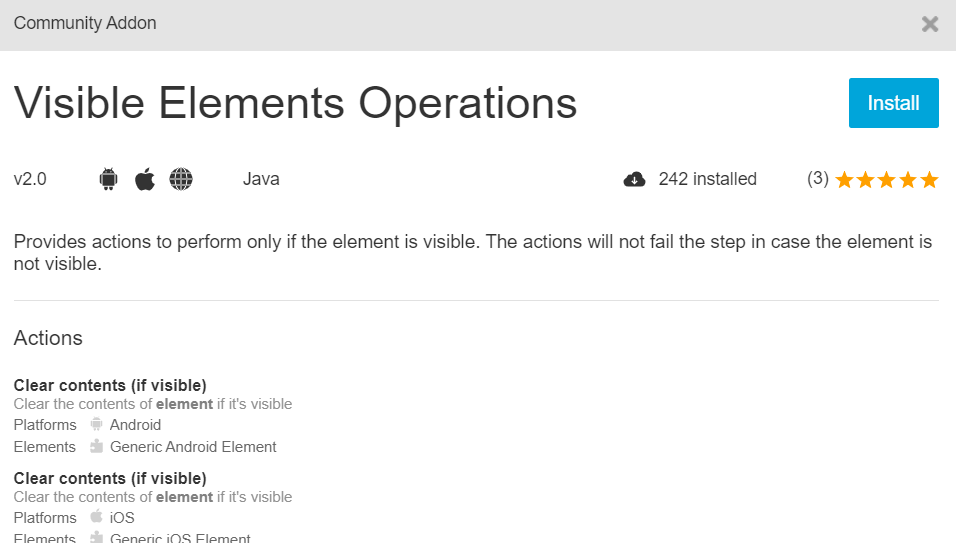 Community Addon
Visible Elements Operations
Install
v2.0
Java
242 installed
(3)
Provides actions to perform only if the element is visible. The actions will not fail the step in case the element is
not visible.
Actions
Clear contents (if visible)
Clear the contents of element if it's visible
Platforms Android
Elements Generic Android Element
Clear contents (if visible)
Clear the contents of element if it's visible
Platforms iOS
Elements Generic iOS Element